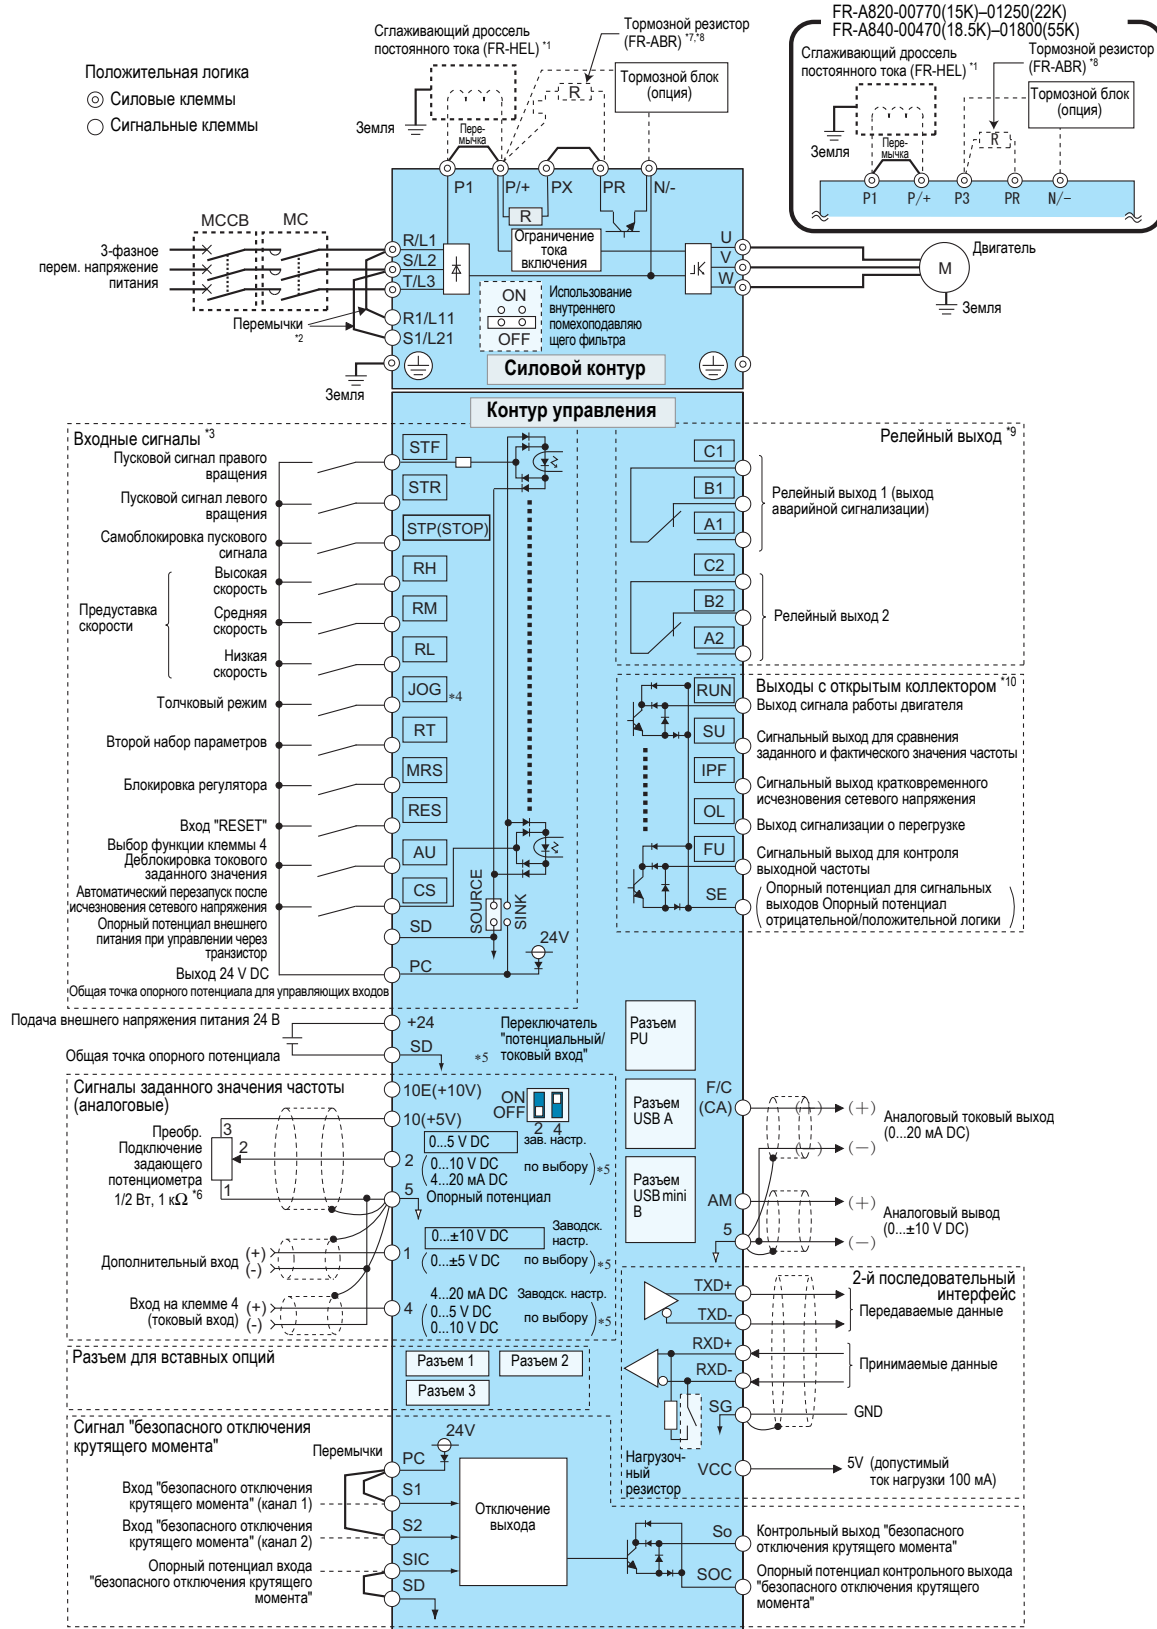 FR-A820-00770(15K)–01250(22K)
FR-A840-00470(18.5K)–01800(55K)
Сглаживающий дроссель
постоянного тока (FR-HEL) *1
Тормозной резистор
(FR-ABR) *8
Тормозной блок
(опция)
R
Земля
Пере-
мычка
P1 P/+ P3 PR N/-
Положительная логика
Силовые клеммы
Сигнальные клеммы
Сглаживающий дроссель
постоянного тока (FR-HEL) *1
Тормозной резистор
(FR-ABR) *7,*8
Тормозной блок
(опция)
R
Земля
Пере-
мычка
P1 P/+ PX PR N/-
R
Ограничение
тока
включения
MCCB MC
3-фазное
перем. напряжение
питания
R/L1
S/L2
T/L3
R1/L11
S1/L21
Перемычки
*2
Земля
ON
OFF
Использование
внутреннего
помехоподавляю
щего фильтра
U
V
W
Двигатель
M
Земля
Силовой контур
Контур управления
Входные сигналы *3
Пусковой сигнал правого
вращения
STF
Пусковой сигнал левого
вращения
STR
Самоблокировка пускового
сигнала
STP(STOP)
Предуставка
скорости
Высокая
скорость
RH
Средняя
скорость
RM
Низкая
скорость
RL
Толчковый режим
JOG *4
Второй набор параметров
RT
Блокировка регулятора
MRS
Вход "RESET"
RES
Выбор функции клеммы 4
Деблокировка токового
заданного значения
AU
Автоматический перезапуск после
исчезновения сетевого напряжения
CS
Опорный потенциал внешнего
питания при управлении через
транзистор
SD
Выход 24 V DC
PC
Общая точка опорного потенциала для управляющих входов
SOURCE
SINK
24V
Релейный выход *9
C1
B1
A1
Релейный выход 1 (выход
аварийной сигнализации)
C2
B2
A2
Релейный выход 2
Выходы с открытым коллектором *10
RUN
Выход сигнала работы двигателя
SU
Сигнальный выход для сравнения
заданного и фактического значения частоты
IPF
Сигнальный выход кратковременного
исчезновения сетевого напряжения
OL
Выход сигнализации о перегрузке
FU
Сигнальный выход для контроля
выходной частоты
SE
(Опорный потенциал для сигнальных
выходов Опорный потенциал
отрицательной/положительной логики)
Подача внешнего напряжения питания 24 В
+24
Общая точка опорного потенциала
SD
*5
Переключатель
"потенциальный/
токовый вход"
Разъем
PU
Разъем
USB A
Разъем
USB mini
B
Сигналы заданного значения частоты
(аналоговые)
Преобр.
Подключение
задающего
потенциометра
1/2 Вт, 1 кΩ *6
3
2
1
10E(+10V)
10(+5V)
ON
OFF
2 4
0...5 V DC зав. настр.
2 (0...10 V DC
4...20 мА DC по выбору) *5
5 Опорный потенциал
Дополнительный вход (+)
(-)
1
0...±10 V DC Заводск.
настр.
(0...±5 V DC по выбору) *5
Вход на клемме 4
(токовый вход) (+)
(-)
4
4...20 мА DC Заводск. настр.
(0...5 V DC
0...10 V DC по выбору) *5
F/C
(CA)
(+)
(-)
Аналоговый токовый выход
(0...20 мА DC)
AM
5
(+)
(-)
Аналоговый вывод
(0...±10 V DC)
2-й последовательный
интерфейс
TXD+
TXD-
Передаваемые данные
RXD+
RXD-
Принимаемые данные
SG
GND
Нагрузоч-
ный
резистор
VCC
5V (допустимый
ток нагрузки 100 мА)
Разъем для вставных опций
Разъем 1 Разъем 2
Разъем 3
Сигнал "безопасного отключения
крутящего момента"
Перемычки
24V
PC
Вход "безопасного отключения
крутящего момента" (канал 1)
S1
Вход "безопасного отключения
крутящего момента" (канал 2)
S2
Опорный потенциал входа
"безопасного отключения крутящего
момента"
SIC
SD
Отключение
выхода
So
Контрольный выход "безопасного
отключения крутящего момента"
SOC
Опорный потенциал контрольного выхода
"безопасного отключения крутящего
момента"